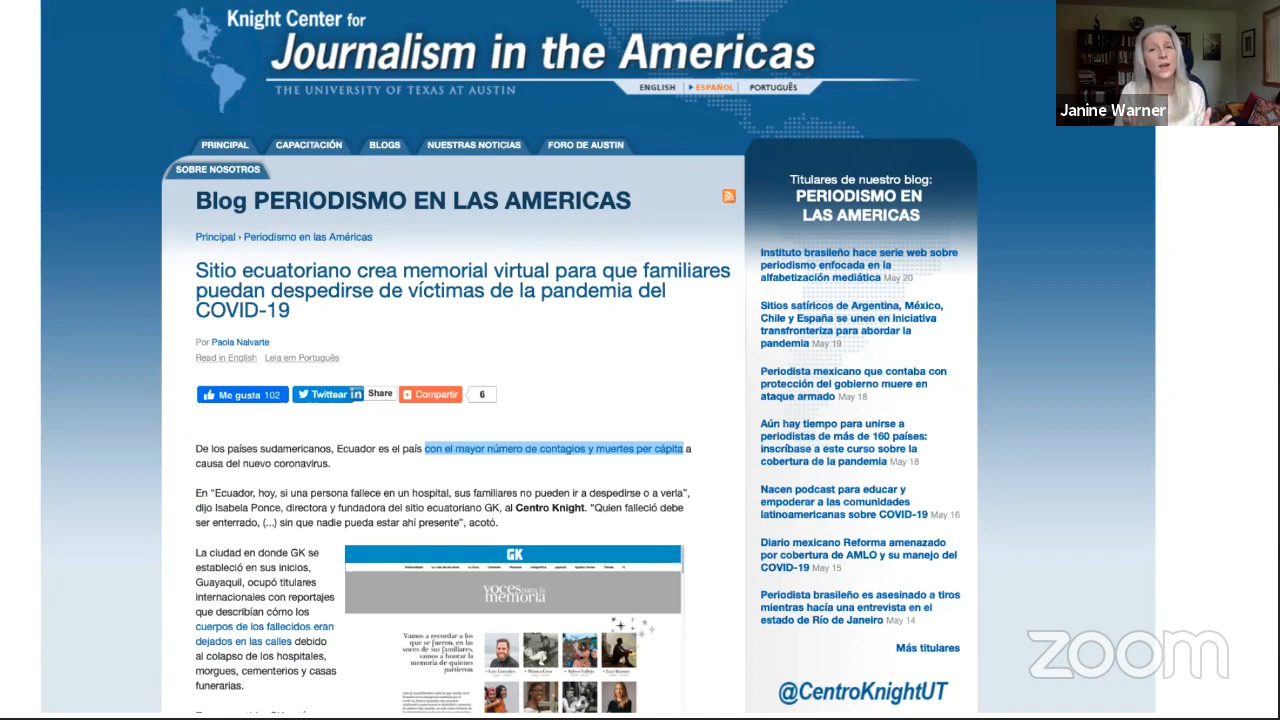 Knight Center for
Journalism in the Americas
THE UNIVERSITY OF TEXAS AT AUSTIN
ENGLISH
ESPAÑOL
PORTUGUÊS
Janine Warner
PRINCIPAL
CAPACITACIÓN
BLOGS
NUESTRAS NOTICIAS
FORO DE AUSTIN
SOBRE NOSOTROS
Blog PERIODISMO EN LAS AMERICAS
Principal › Periodismo en las Américas
Sitio ecuatoriano crea memorial virtual para que familiares
puedan despedirse de víctimas de la pandemia del
COVID-19
Por Paola Nalvarte
Read in English Leia em Português
Me gusta 102
Twittear
in Share
Compartir
6
De los países sudamericanos, Ecuador es el país con el mayor número de contagios y muertes per cápita a
causa del nuevo coronavirus.
En “Ecuador, hoy, si una persona fallece en un hospital, sus familiares no pueden ir a despedirse o a verla”,
dijo Isabela Ponce, directora y fundadora del sitio ecuatoriano GK, al Centro Knight. “Quien falleció debe
ser enterrado, (...) sin que nadie pueda estar ahí presente”, acotó.
La ciudad en donde GK se
estableció en sus inicios,
Guayaquil, ocupó titulares
internacionales con reportajes
que describían cómo los
cuerpos de los fallecidos eran
dejados en las calles debido
al colapso de los hospitales,
morgues, cementerios y casas
funerarias.
GK
voces para la
memoria
Vamos a recordar a los
que se fueron, en las
voces de sus familiares,
vamos a honrar la
memoria de quienes
partieron.
Titulares de nuestro blog:
PERIODISMO EN
LAS AMERICAS
Instituto brasileño hace serie web sobre
periodismo enfocada en la
alfabetización mediática May 20
Sitios satíricos de Argentina, México,
Chile y España se unen en iniciativa
transfronteriza para abordar la
pandemia May 19
Periodista mexicano que contaba con
protección del gobierno muere en
ataque armado May 18
Aún hay tiempo para unirse a
periodistas de más de 160 países:
inscríbase a este curso sobre la
cobertura de la pandemia May 18
Nacen podcast para educar y
empoderar a las comunidades
latinoamericanas sobre COVID-19 May 16
Diario mexicano Reforma amenazado
por cobertura de AMLO y su manejo del
COVID-19 May 15
Periodista brasileño es asesinado a tiros
mientras hacía una entrevista en el
estado de Río de Janeiro May 14
Más titulares
@CentroKnightUT
zoom